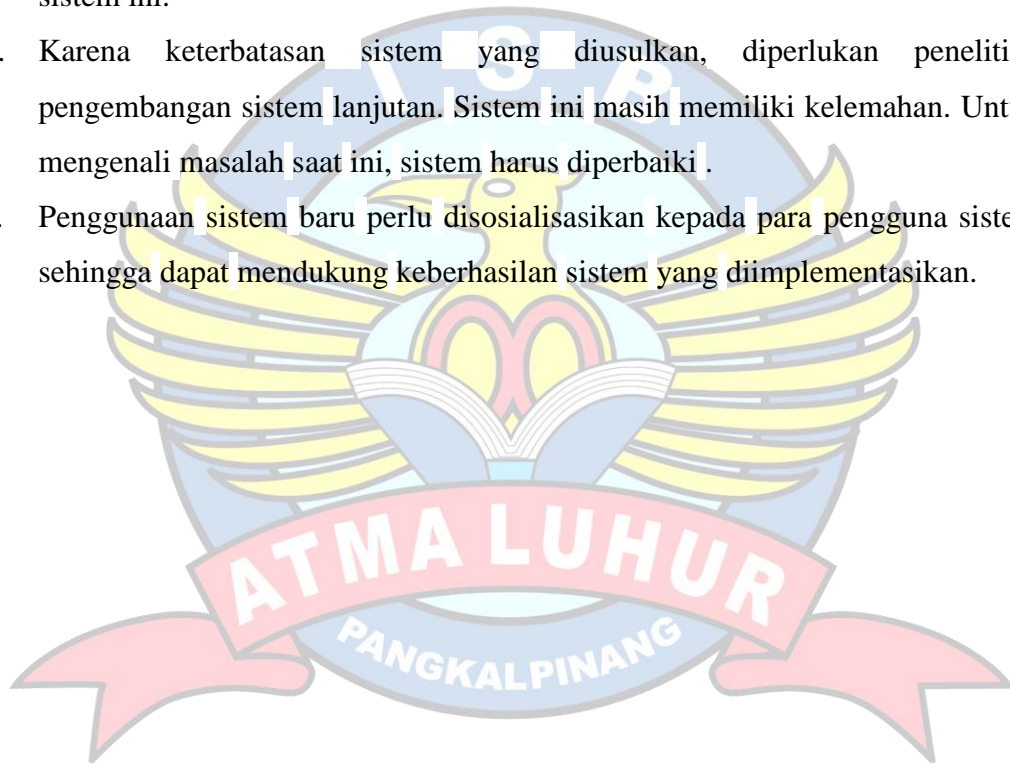 sistem ini.
. Karena keterbatasan sistem yang diusulkan, diperlukan peneliti
pengembangan sistem lanjutan. Sistem ini masih memiliki kelemahan. Untu
mengenali masalah saat ini, sistem harus diperbaiki .
. Penggunaan sistem baru perlu disosialisasikan kepada para pengguna siste
sehingga dapat mendukung keberhasilan sistem yang diimplementasikan.
I S B
ATMA LUHUR
PANGKALPINANG